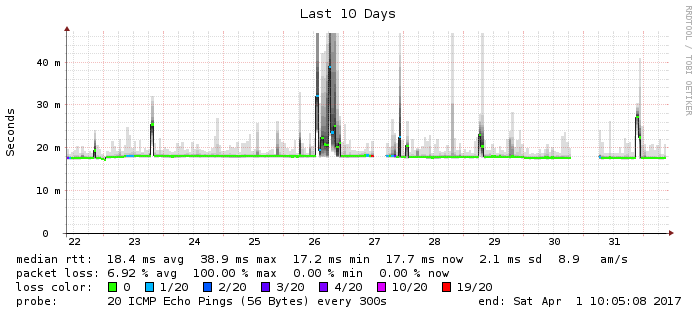 Last 10 Days
RRDTOOL / TOBI OETIKER
Seconds
40 m
30 m
20 m
10 m
0
22 23 24 25 26 27 28 29 30 31
median rtt: 18.4 ms avg 38.9 ms max 17.2 ms min 17.7 ms now 2.1 ms sd 8.9 am/s
packet loss: 6.92 % avg 100.00 % max 0.00 % min 0.00 % now
loss color: 0 1/20 2/20 3/20 4/20 10/20 19/20
probe: 20 ICMP Echo Pings (56 Bytes) every 300s end: Sat Apr 1 10:05:08 2017